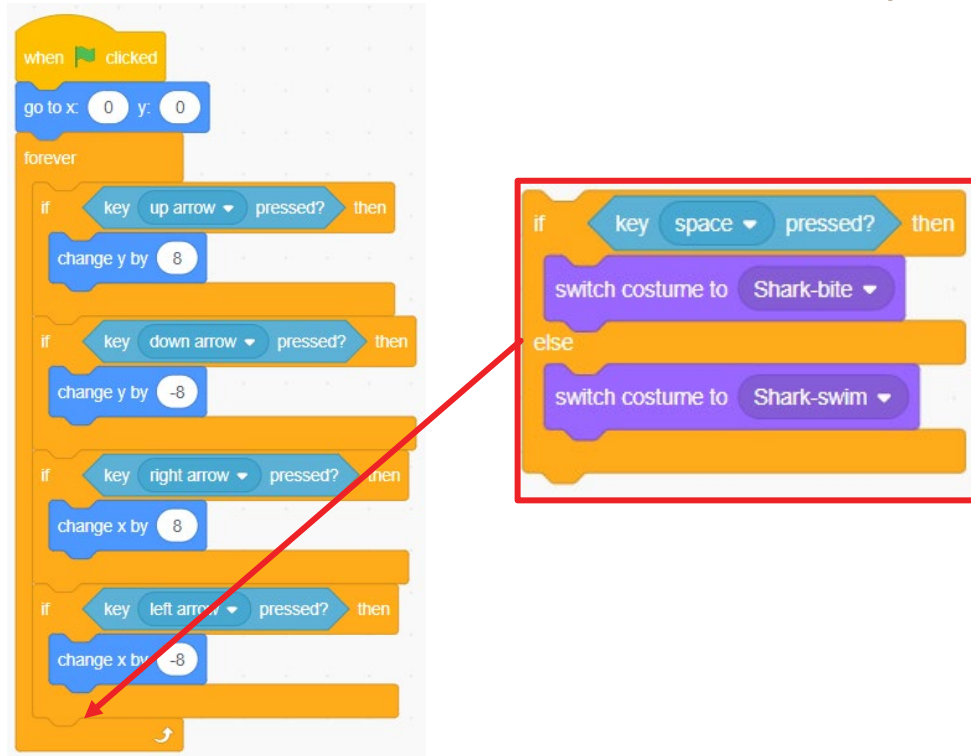 when clicked
go to x: 0 y: 0
forever
if key up arrow pressed? then
change y by 8
if key down arrow pressed? then
change y by -8
if key right arrow pressed? then
change x by 8
if key left arrow pressed? then
change x by -8
if key space pressed? then
switch costume to Shark-bite
else
switch costume to Shark-swim